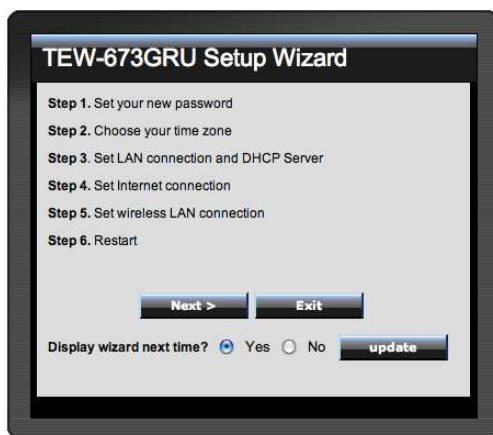 TEW-673GRU Setup Wizard
Step 1. Set your new password
Step 2. Choose your time zone
Step 3. Set LAN connection and DHCP Server
Step 4. Set Internet connection
Step 5. Set wireless LAN connection
Step 6. Restart
Next > Exit
Display wizard next time? Yes No update